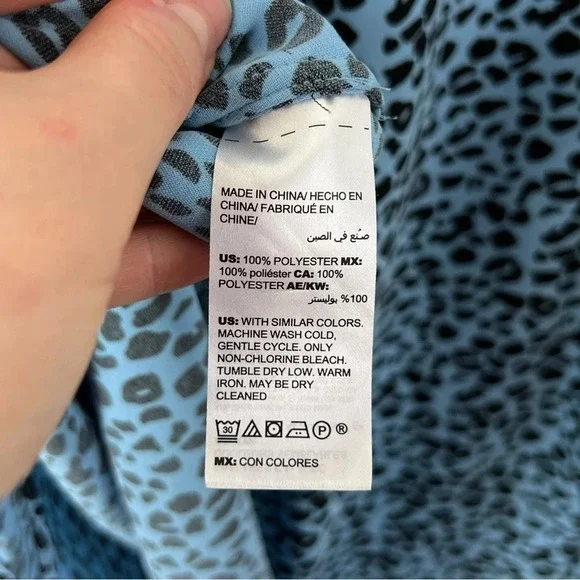 MADE IN CHINA/ HECHO EN
CHINA/ FABRIQUÉ EN
CHINE/
صُنع في الصين
US: 100% POLYESTER MX:
100% poliéster CA: 100%
POLYESTER AE/KW:
100% بوليستر
US: WITH SIMILAR COLORS.
MACHINE WASH COLD,
GENTLE CYCLE. ONLY
NON-CHLORINE BLEACH.
TUMBLE DRY LOW. WARM
IRON. MAY BE DRY
CLEANED
30 P ®
MX: CON COLORES